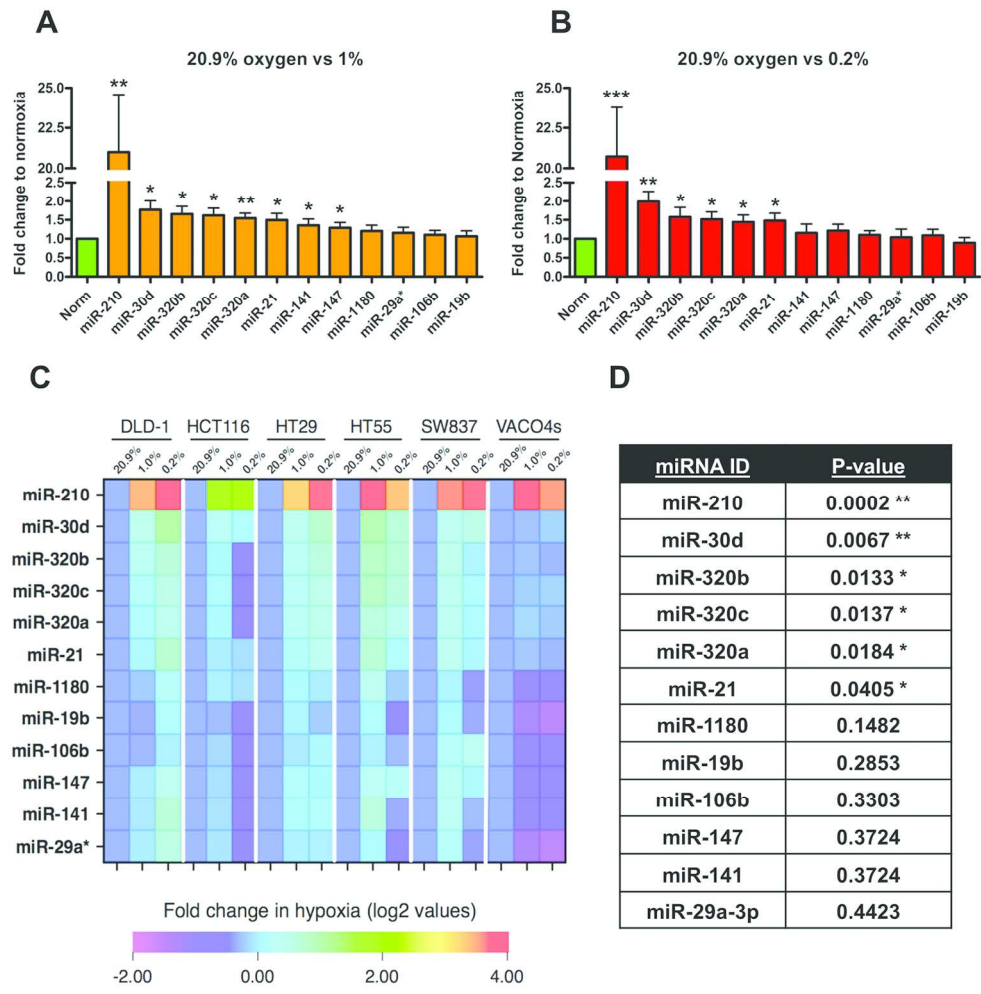 A
20.9% oxygen vs 1%
Fold change to normoxia
25.0
22.5
20.0
2.5
2.0
1.5
1.0
0.5
0.0
** * * * ** * * *
Norm miR-210 miR-30d miR-320b miR-320c miR-320a miR-21 miR-141 miR-147 miR-1180 miR-29a* miR-106b miR-19b
B
20.9% oxygen vs 0.2%
Fold change to Normoxia
25.0
22.5
20.0
2.5
2.0
1.5
1.0
0.5
0.0
*** ** * * * *
Norm miR-210 miR-30d miR-320b miR-320c miR-320a miR-21 miR-141 miR-147 miR-1180 miR-29a* miR-106b miR-19b
C
DLD-1 HCT116 HT29 HT55 SW837 VACO4s
20.9% 1.0% 0.2% 20.9% 1.0% 0.2% 20.9% 1.0% 0.2% 20.9% 1.0% 0.2% 20.9% 1.0% 0.2% 20.9% 1.0% 0.2%
miR-210
miR-30d
miR-320b
miR-320c
miR-320a
miR-21
miR-1180
miR-19b
miR-106b
miR-147
miR-141
miR-29a*
Fold change in hypoxia (log2 values)
-2.00 0.00 2.00 4.00
D
miRNA ID P-value
miR-210 0.0002 **
miR-30d 0.0067 **
miR-320b 0.0133 *
miR-320c 0.0137 *
miR-320a 0.0184 *
miR-21 0.0405 *
miR-1180 0.1482
miR-19b 0.2853
miR-106b 0.3303
miR-147 0.3724
miR-141 0.3724
miR-29a-3p 0.4423